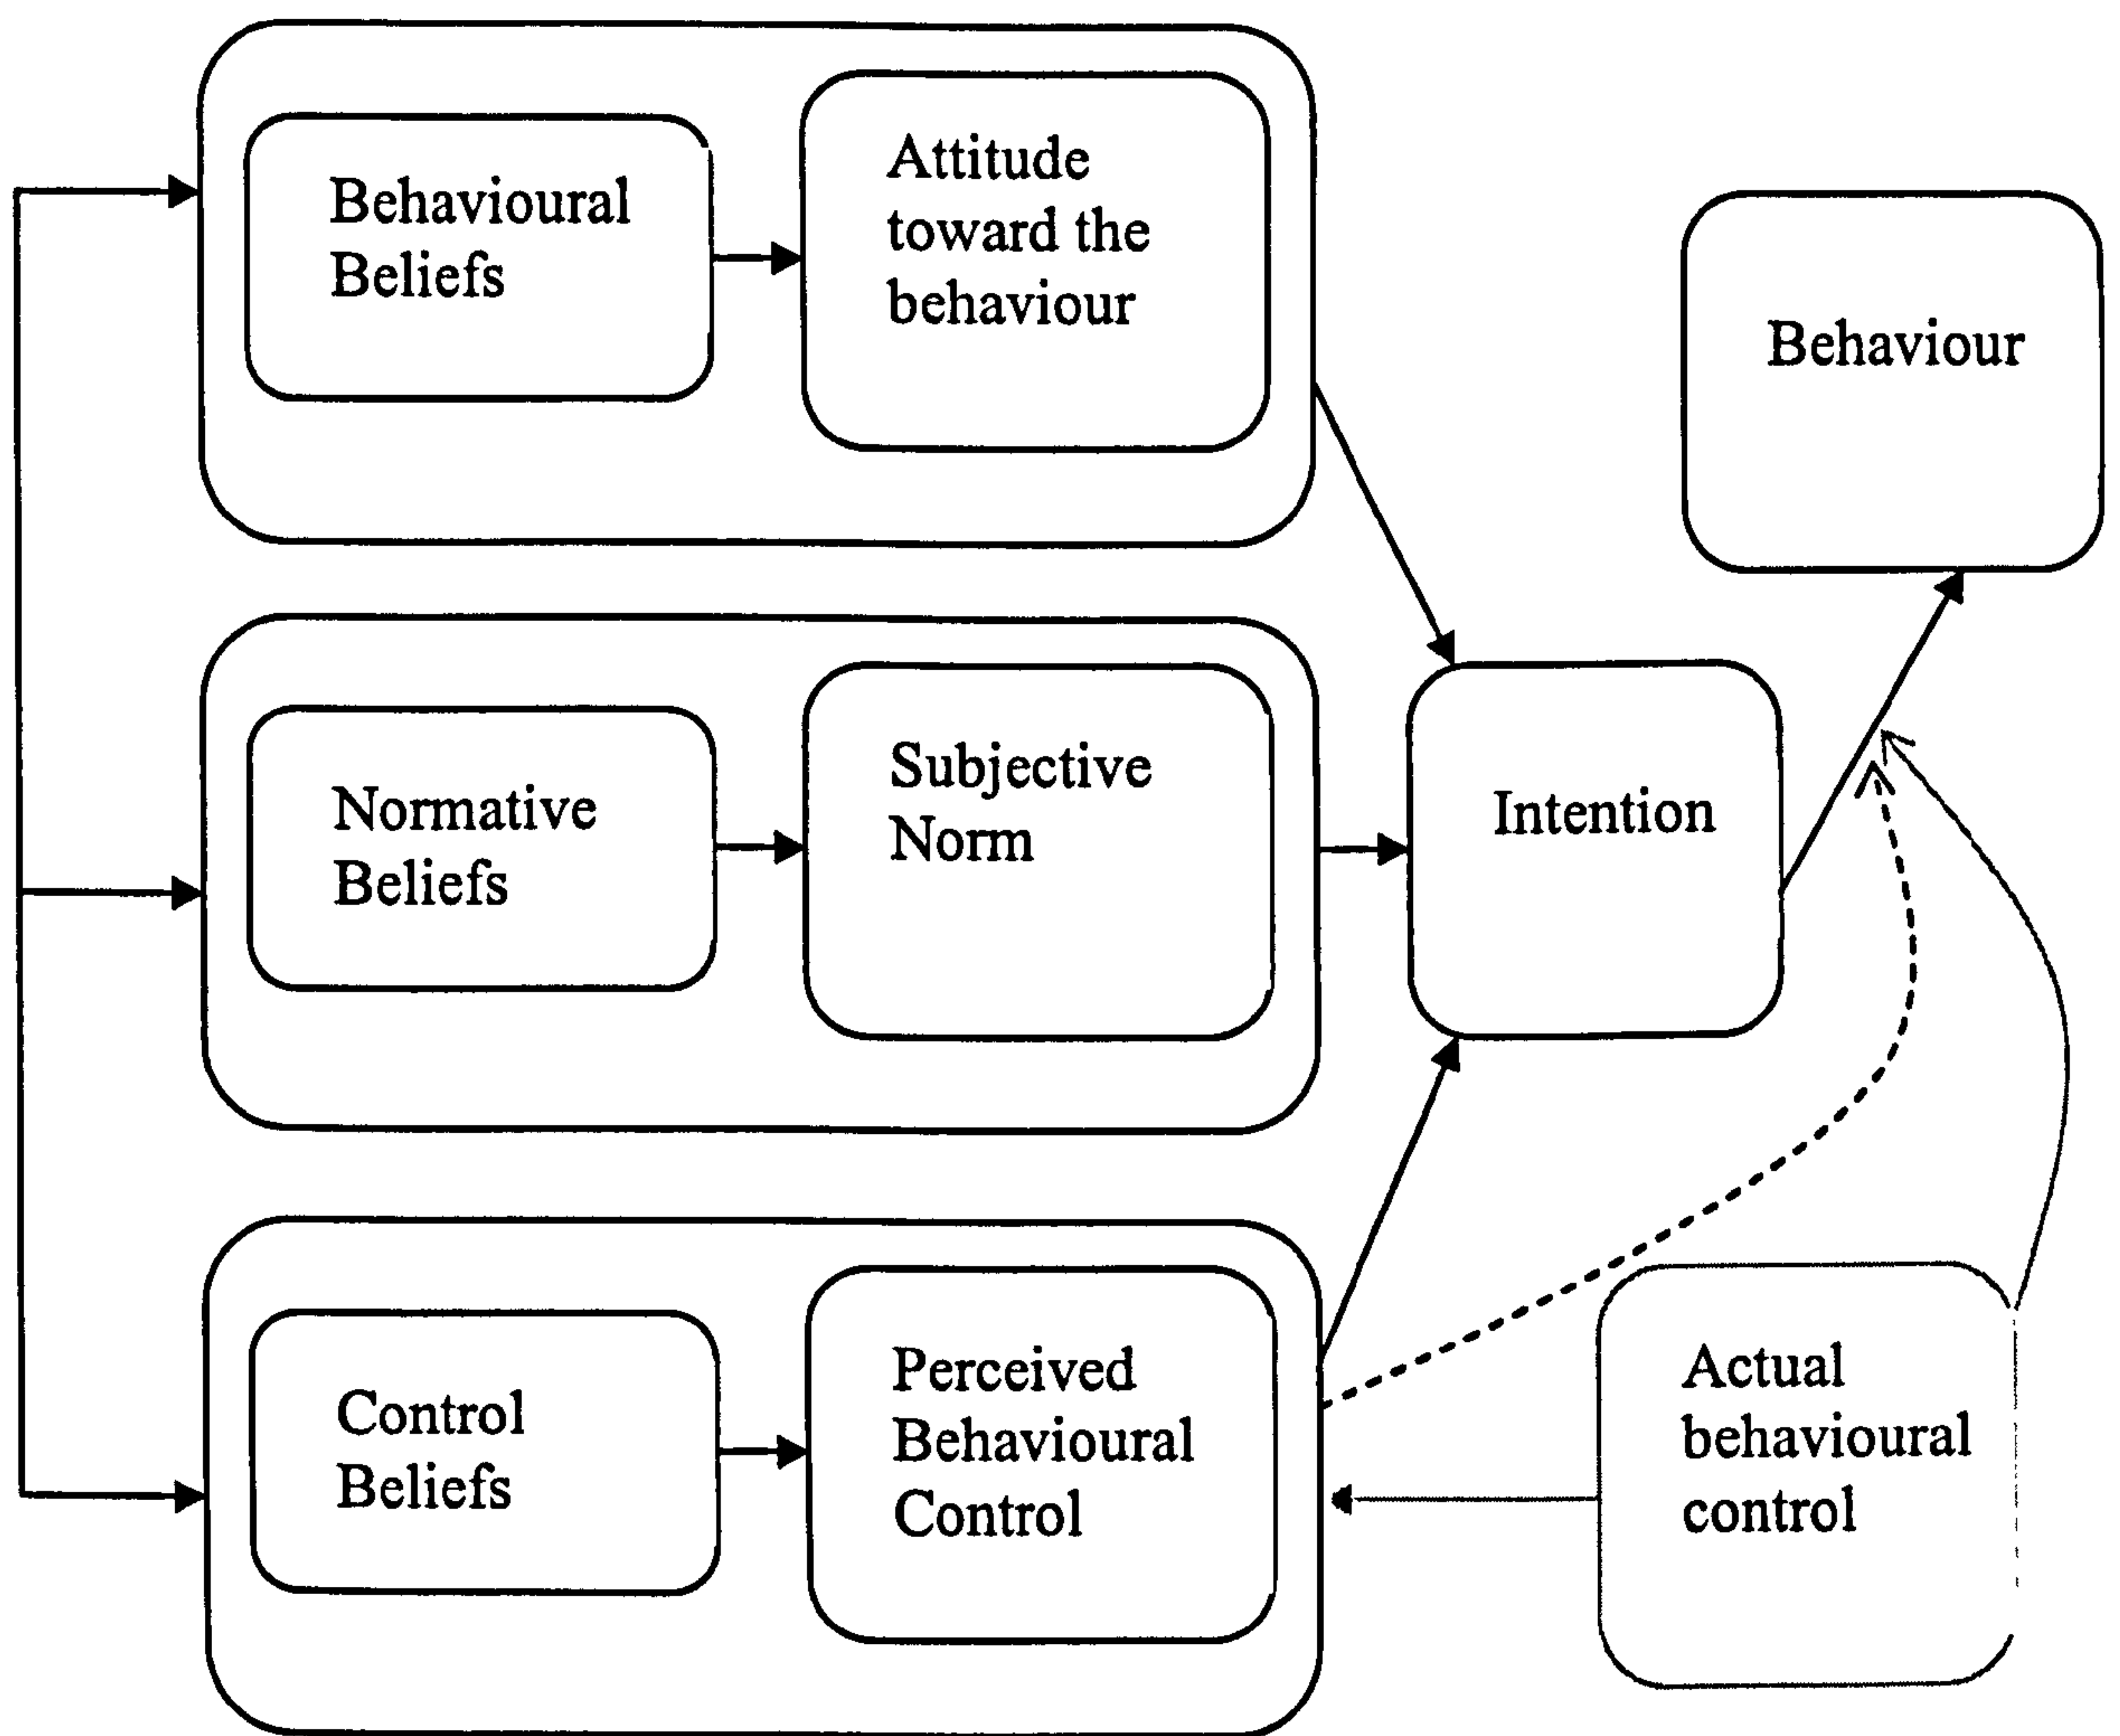 Behavioural
Beliefs
Attitude
toward the
behaviour
Behaviour
Normative
Beliefs
Subjective
Norm
Intention
Control
Beliefs
Perceived
Behavioural
Control
Actual
behavioural
control